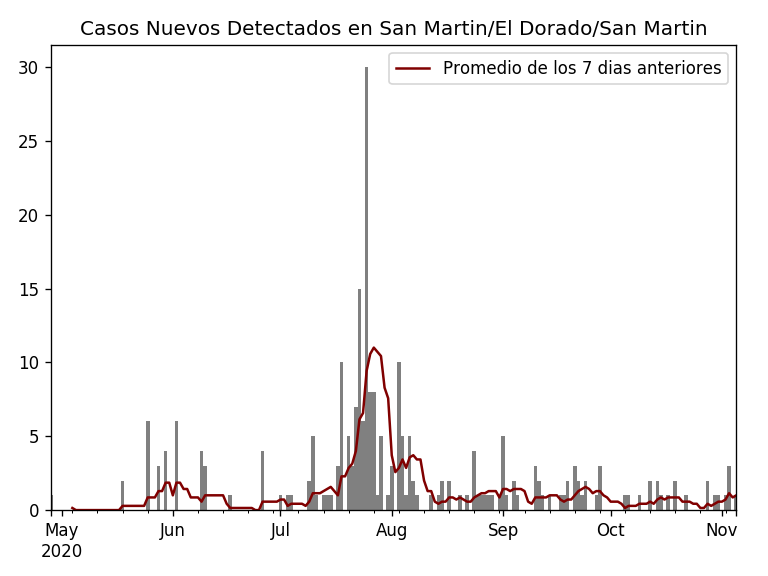 Casos Nuevos Detectados en San Martin/El Dorado/San Martin
Promedio de los 7 dias anteriores
30
25
20
15
10
5
0
May Jun Jul Aug Sep Oct Nov
2020